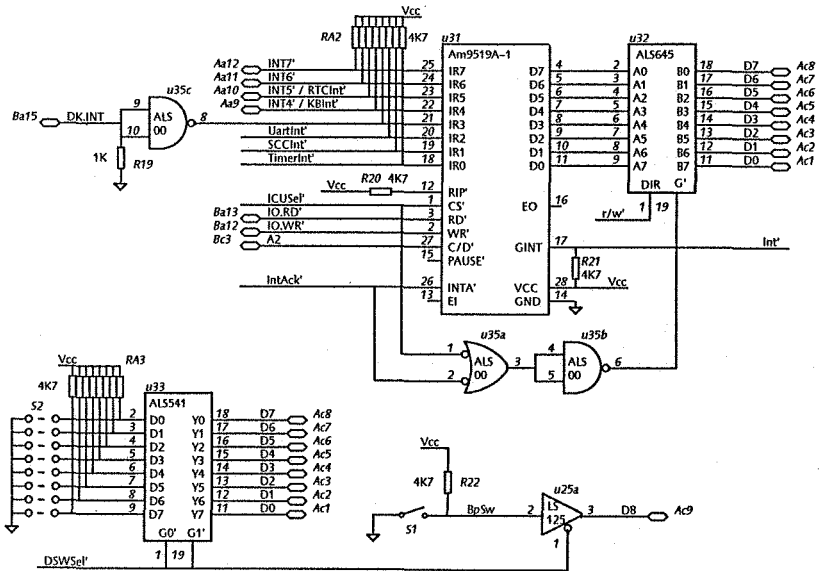 Vcc
RA2
4K7
u31
Am9519A-1
u32
ALS645
Aa12 INT7' 25 IR7 D7 4 2 A0 B0 18 D7 Ac8
Aa11 INT6' 24 IR6 D6 5 3 A1 B1 17 D6 Ac7
Aa10 INT5' / RTCInt' 23 IR5 D5 6 4 A2 B2 16 D5 Ac6
Aa9 INT4' / KBInt' 22 IR4 D4 7 5 A3 B3 15 D4 Ac5
u35c
Ba15 DK.INT 9 10 ALS 00 8
21 IR3 D3 8 6 A4 B4 14 D3 Ac4
UartInt' 20 IR2 D2 9 7 A5 B5 13 D2 Ac3
SCCInt' 19 IR1 D1 10 8 A6 B6 12 D1 Ac2
TimerInt' 18 IR0 D0 11 9 A7 B7 11 D0 Ac1
1K R19
DIR G'
1 19
r/w'
Vcc R20 4K7 12 RIP'
ICUSel' 1 CS' EO 16
Ba13 IO.RD' 3 RD'
Ba12 IO.WR' 2 WR'
Bc3 A2 27 C/D' GINT 17 Int'
15 PAUSE'
R21
4K7
IntAck' 26 INTA' VCC 28 Vcc
13 EI GND 14
u35a
1 2 ALS 00 3
u35b
4 5 ALS 00 6
Vcc
RA3
4K7
u33
ALS541
S2
2 D0 Y0 18 D7 Ac8
3 D1 Y1 17 D6 Ac7
4 D2 Y2 16 D5 Ac6
5 D3 Y3 15 D4 Ac5
6 D4 Y4 14 D3 Ac4
7 D5 Y5 13 D2 Ac3
8 D6 Y6 12 D1 Ac2
9 D7 Y7 11 D0 Ac1
G0' G1'
1 19
DSWSel'
Vcc
4K7 R22
S1
BpSw 2
u25a
LS
125
3 D8 Ac9
1